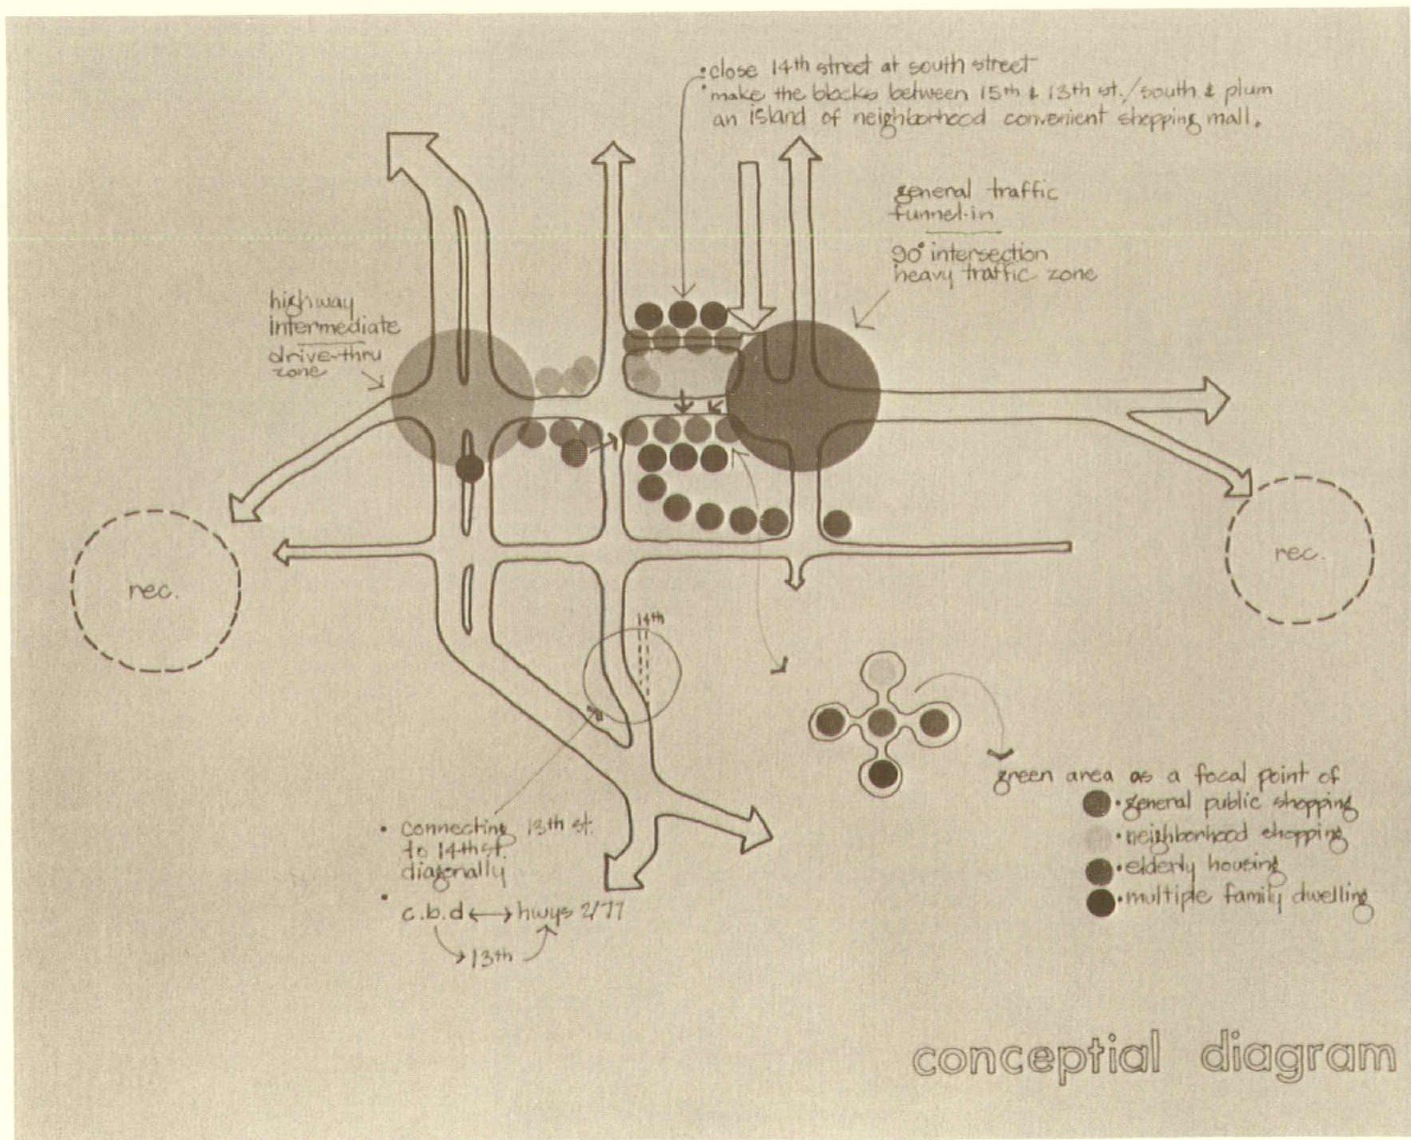 • close 14th street at south street
• make the blocks between 15th & 13th st./south & plum
an island of neighborhood convenient shopping mall.
general traffic
funnel-in
90° intersection
heavy traffic zone
highway
intermediate
drive-thru
zone
rec.
rec.
14th
green area as a focal point of
• general public shopping
• neighborhood shopping
• elderly housing
• multiple family dwelling
• connecting 13th st.
to 14th st.
diagonally
• c.b.d ⟷ hwys 2/77
13th
conceptial diagram